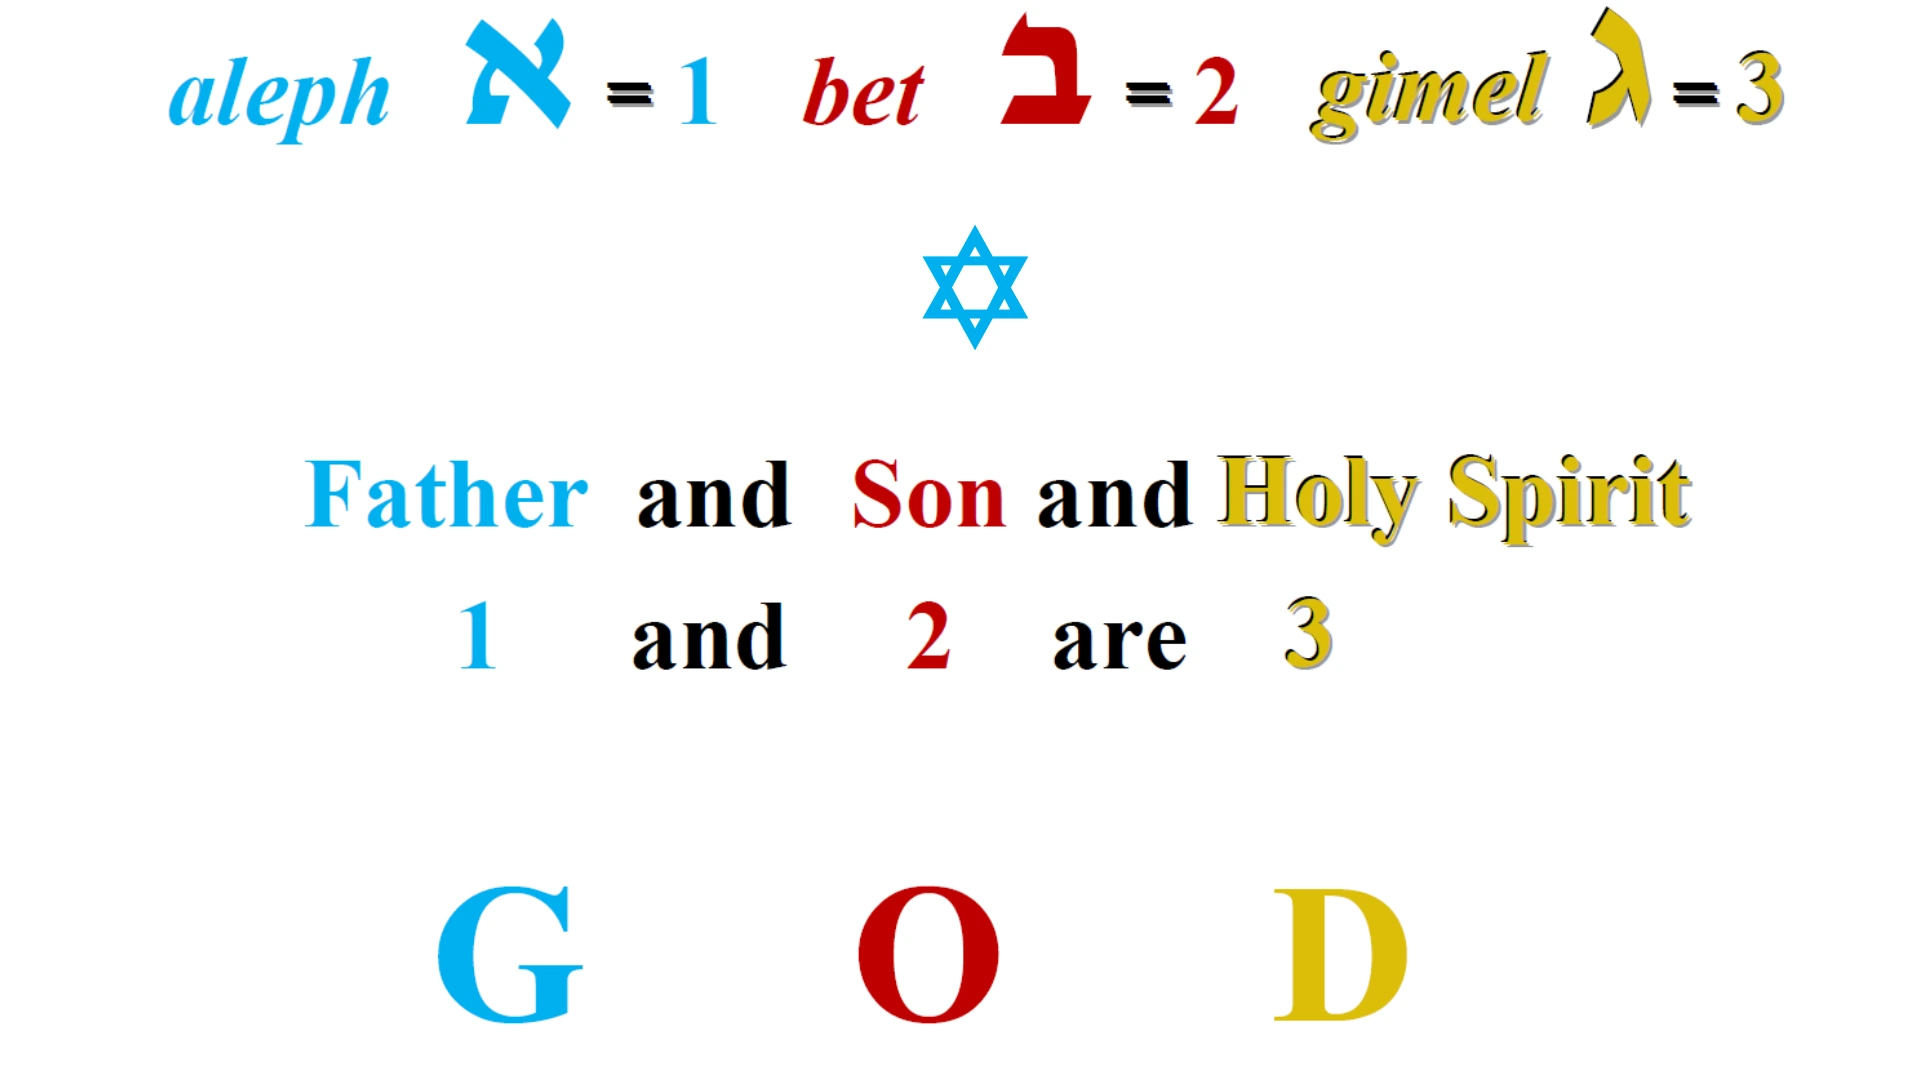 aleph א = 1 bet ב = 2 gimel ג = 3
✡
Father and Son and Holy Spirit
1 and 2 are 3
G O D